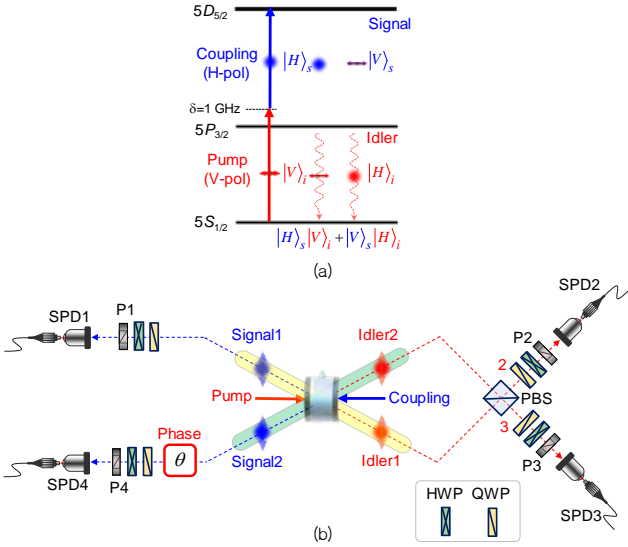 5D5/2
Signal
Coupling
(H-pol)
|H⟩s
|V⟩s
δ=1 GHz
5P3/2
Idler
Pump
(V-pol)
|V⟩i
|H⟩i
5S1/2
|H⟩s|V⟩i+|V⟩s|H⟩i
(a)
SPD1
P1
Signal1
Idler2
SPD2
P2
2
Pump
Coupling
PBS
3
Phase
θ
P4
SPD4
Signal2
Idler1
P3
SPD3
HWP QWP
(b)